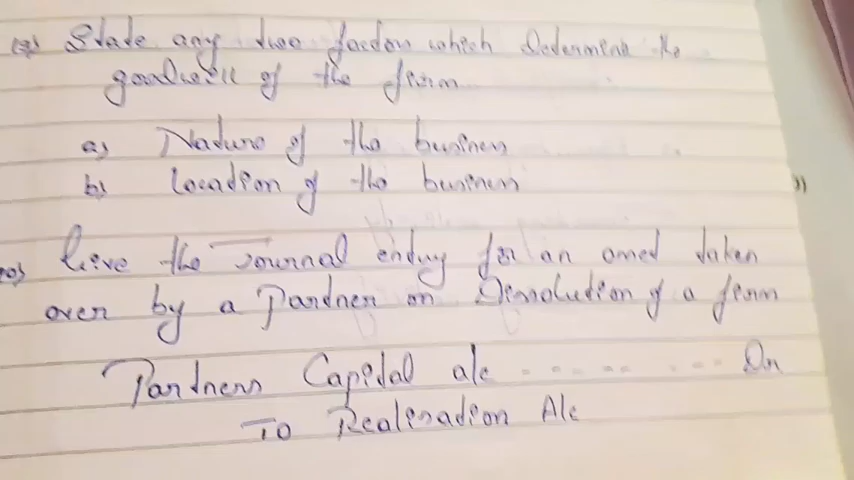 (9) State any two factors which Determine the
goodwill of the firm
a) Nature of the business
b) location of the business
10) Give the Journal entry for an asset taken
over by a Partner on Dissolution of a firm
Partners Capital a/c ........ Dr
To Realisation A/c